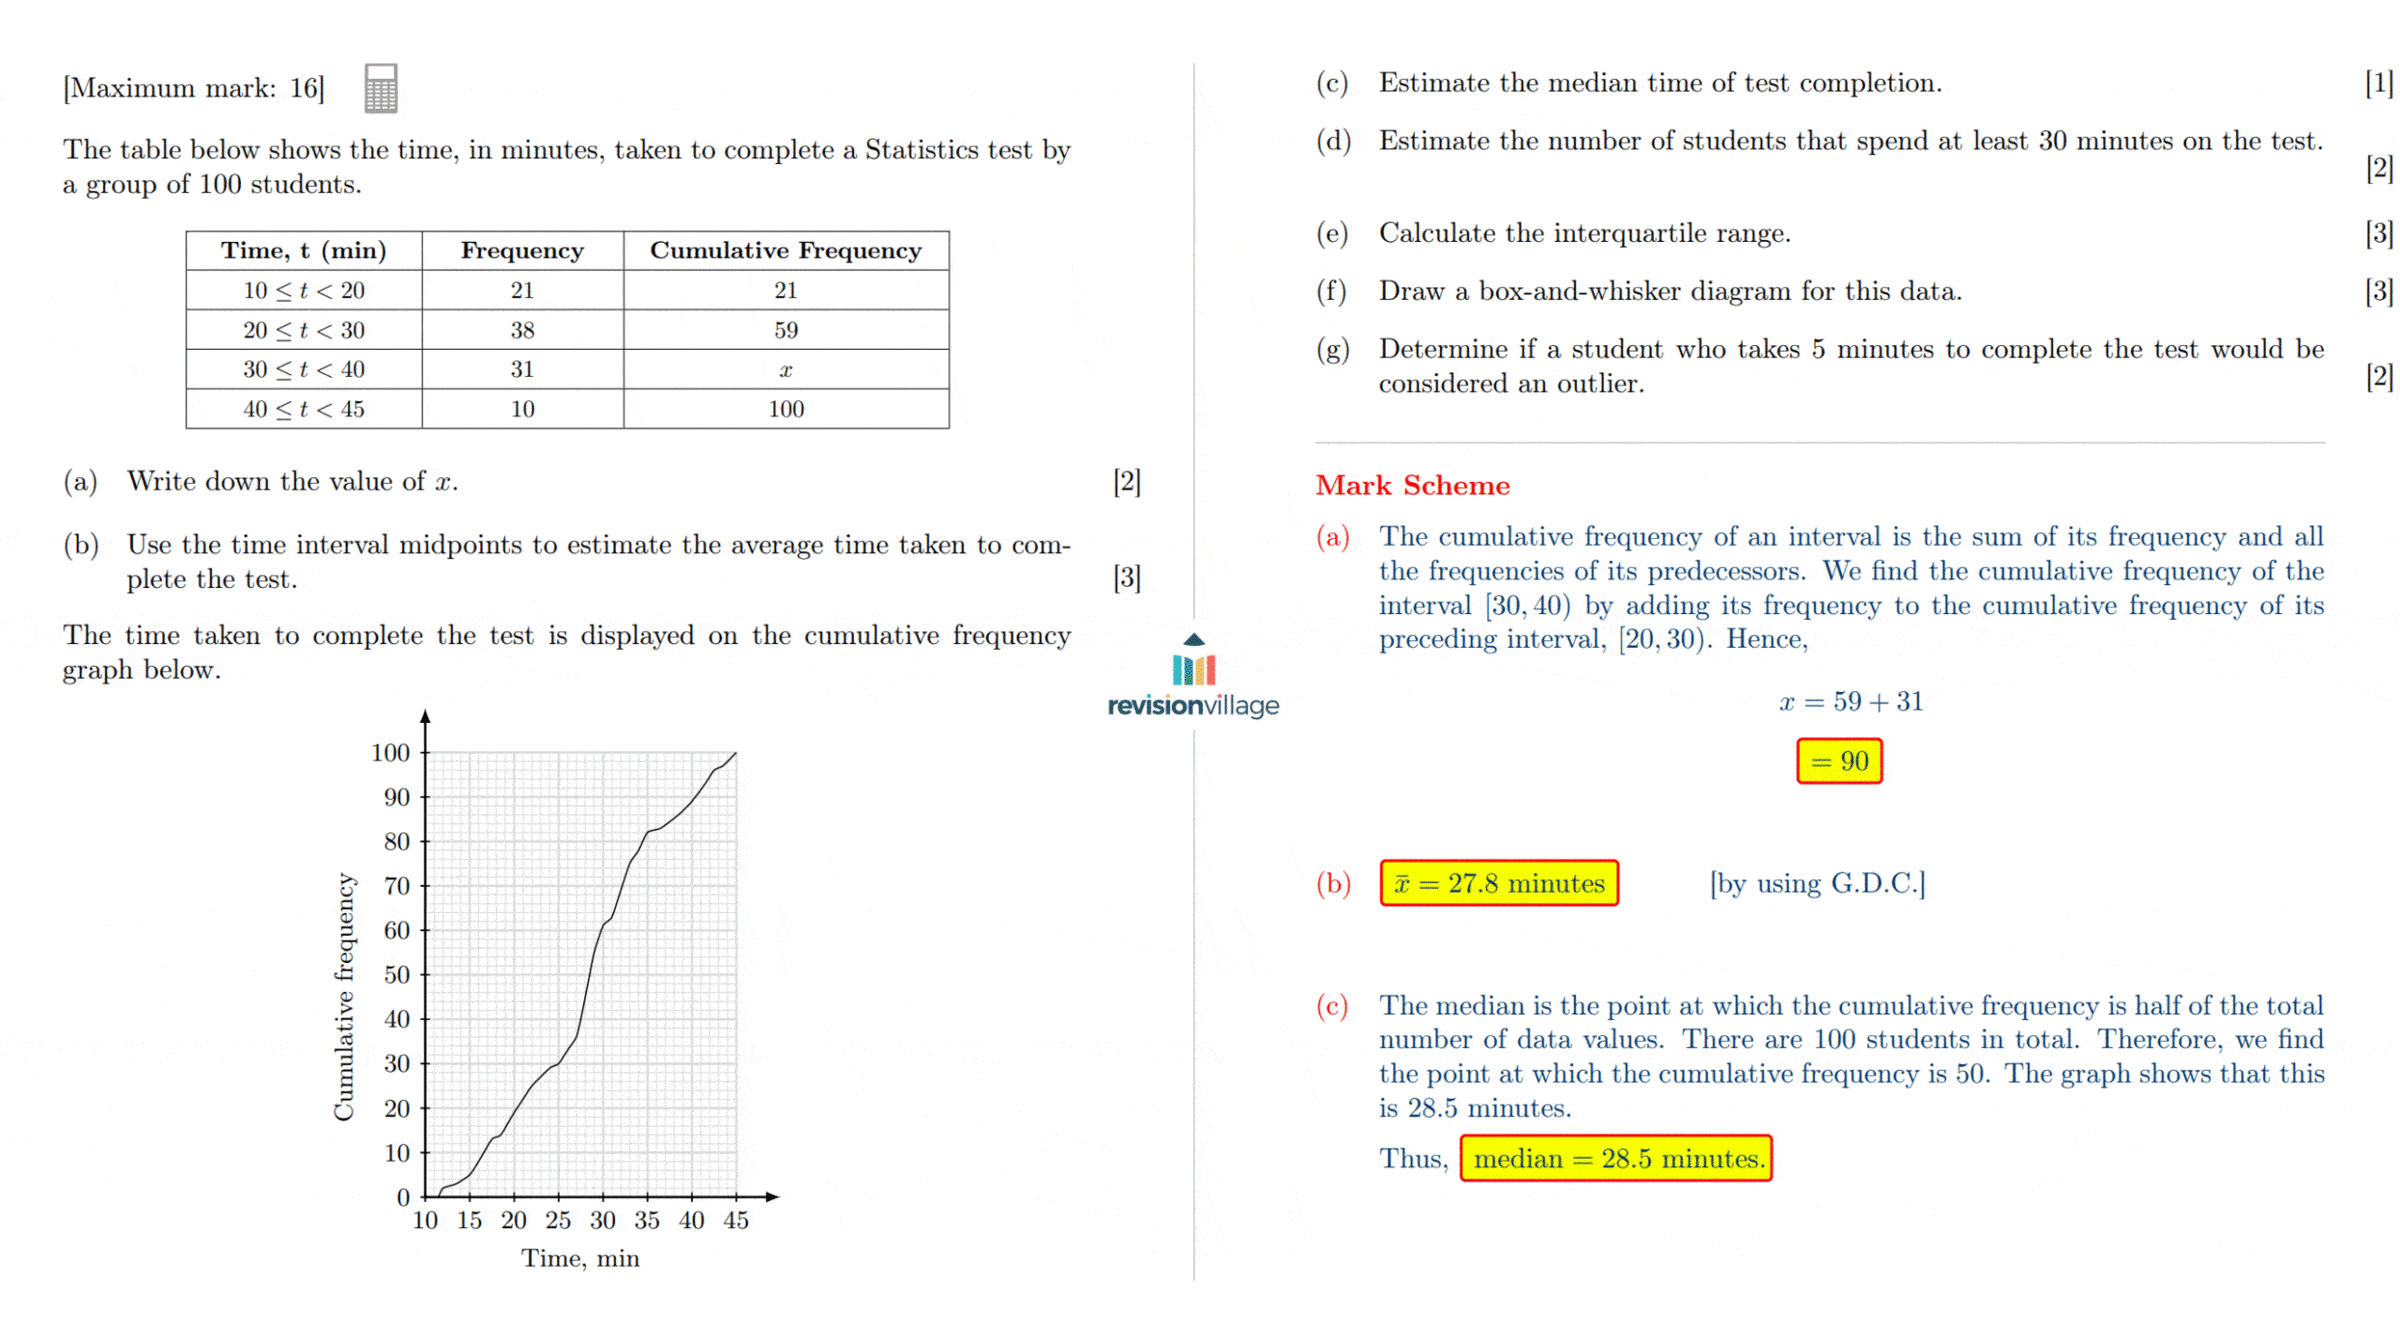 [Maximum mark: 16]
The table below shows the time, in minutes, taken to complete a Statistics test by
a group of 100 students.
Time, t (min) Frequency Cumulative Frequency
10 ≤ t < 20 21 21
20 ≤ t < 30 38 59
30 ≤ t < 40 31 x
40 ≤ t < 45 10 100
(a) Write down the value of x. [2]
(b) Use the time interval midpoints to estimate the average time taken to com-
plete the test. [3]
The time taken to complete the test is displayed on the cumulative frequency
graph below.
100
90
80
70
60
50
40
30
20
10
0
Cumulative frequency
10 15 20 25 30 35 40 45
Time, min
revisionvillage
(c) Estimate the median time of test completion. [1]
(d) Estimate the number of students that spend at least 30 minutes on the test.
[2]
(e) Calculate the interquartile range. [3]
(f) Draw a box-and-whisker diagram for this data. [3]
(g) Determine if a student who takes 5 minutes to complete the test would be
considered an outlier. [2]
Mark Scheme
(a) The cumulative frequency of an interval is the sum of its frequency and all
the frequencies of its predecessors. We find the cumulative frequency of the
interval [30, 40) by adding its frequency to the cumulative frequency of its
preceding interval, [20, 30). Hence,
x = 59 + 31
= 90
(b) x̄ = 27.8 minutes [by using G.D.C.]
(c) The median is the point at which the cumulative frequency is half of the total
number of data values. There are 100 students in total. Therefore, we find
the point at which the cumulative frequency is 50. The graph shows that this
is 28.5 minutes.
Thus, median = 28.5 minutes.